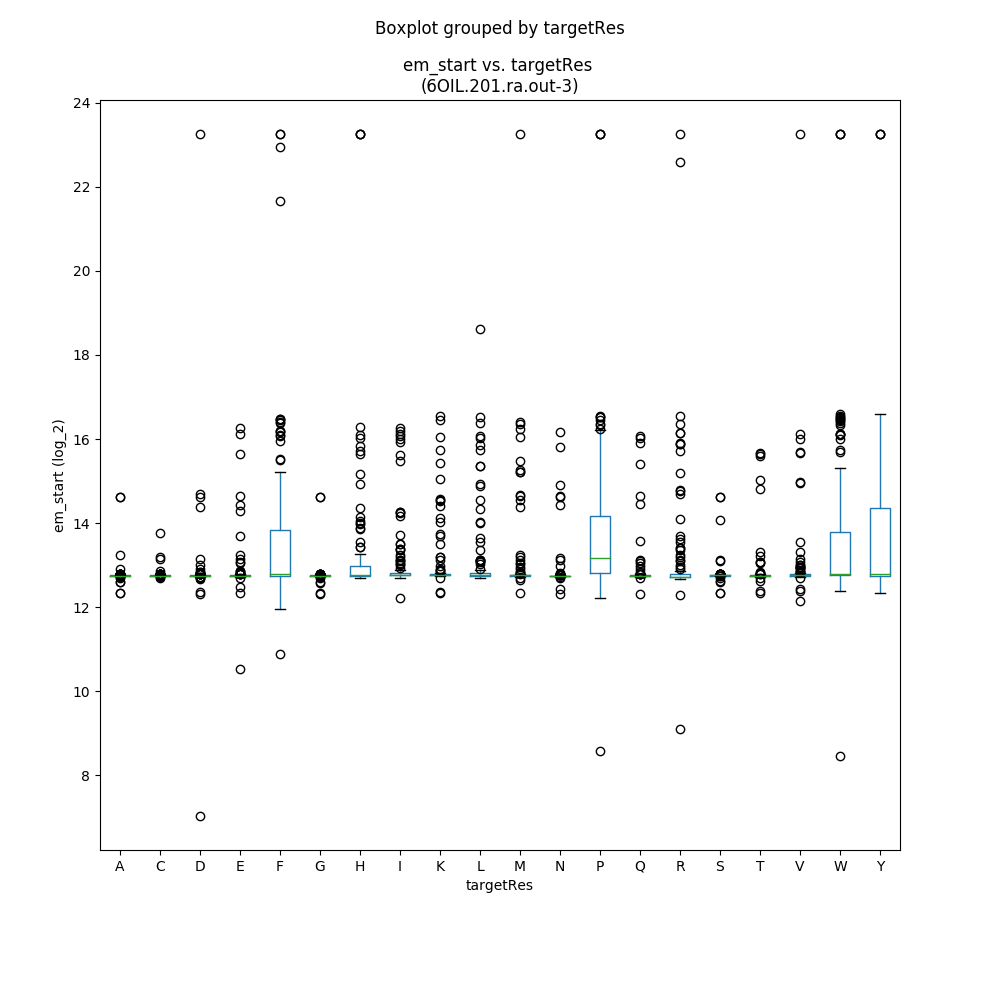 Boxplot grouped by targetRes
em_start vs. targetRes
(6OIL.201.ra.out-3)
24
22
20
18
16
14
12
10
8
em_start (log_2)
A C D E F G H I K L M N P Q R S T V W Y
targetRes